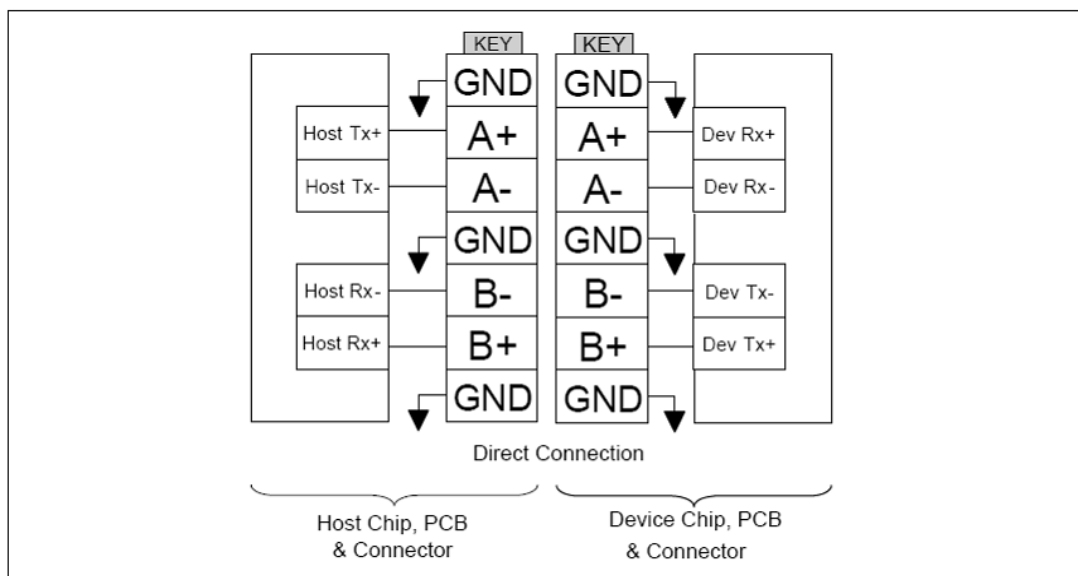 KEY KEY
GND GND
Host Tx+ A+ A+ Dev Rx+
Host Tx- A- A- Dev Rx-
GND GND
Host Rx- B- B- Dev Tx-
Host Rx+ B+ B+ Dev Tx+
GND GND
Direct Connection
Host Chip, PCB
& Connector
Device Chip, PCB
& Connector